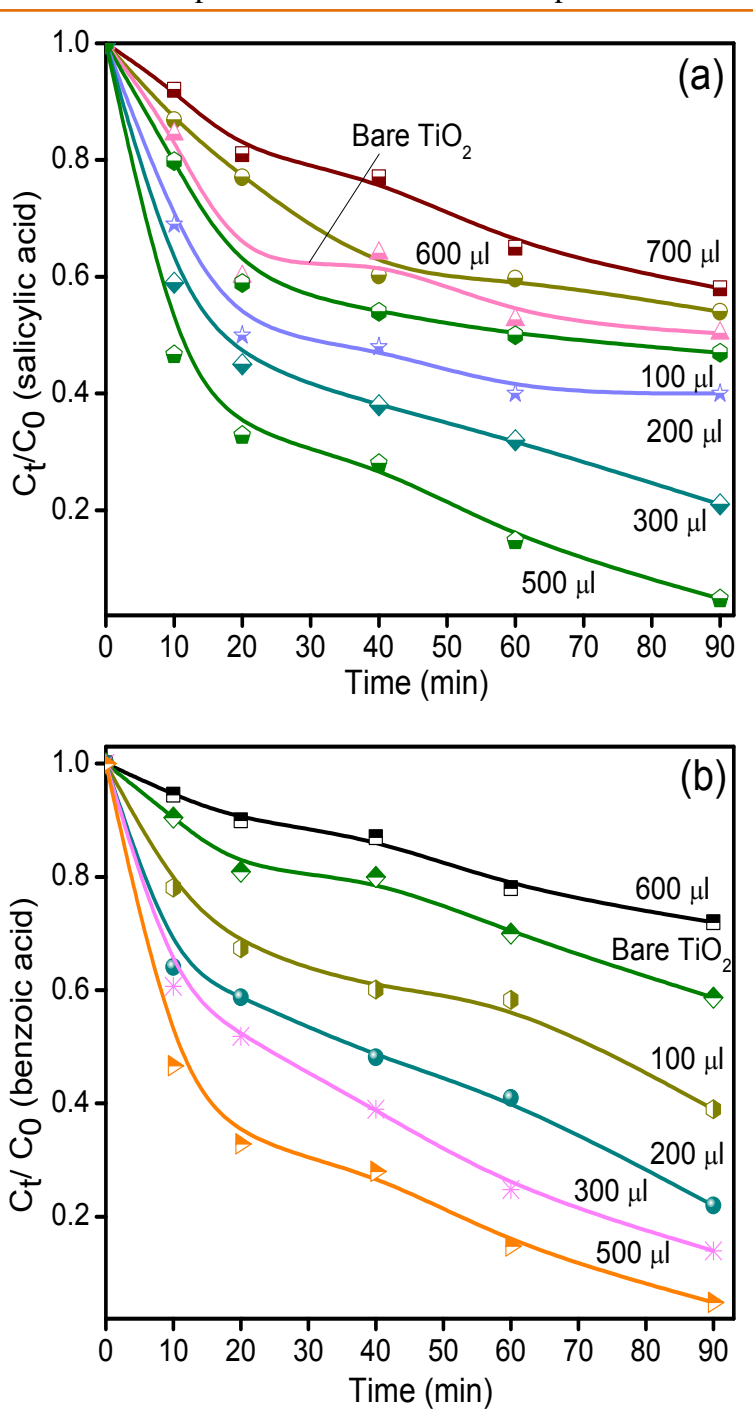 (a)
1.0
0.8
0.6
0.4
0.2
Bare TiO2
600 μl
700 μl
100 μl
200 μl
300 μl
500 μl
0 10 20 30 40 50 60 70 80 90
Time (min)
Ct/C0 (salicylic acid)
(b)
1.0
0.8
0.6
0.4
0.2
600 μl
Bare TiO2
100 μl
200 μl
300 μl
500 μl
0 10 20 30 40 50 60 70 80 90
Time (min)
Ct/ C0 (benzoic acid)